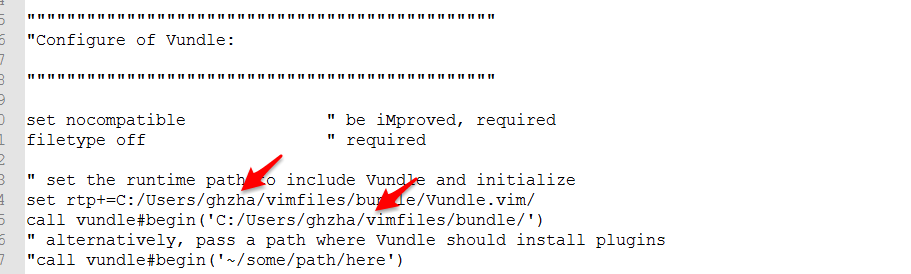 5 """""""""""""""""""""""""""""""""""""""""""""""
6 "Configure of Vundle:
7
8 """""""""""""""""""""""""""""""""""""""""""""""
9
0 set nocompatible              " be iMproved, required
1 filetype off                  " required
2
3 " set the runtime path to include Vundle and initialize
4 set rtp+=C:/Users/ghzha/vimfiles/bundle/Vundle.vim/
5 call vundle#begin('C:/Users/ghzha/vimfiles/bundle/')
6 " alternatively, pass a path where Vundle should install plugins
7 "call vundle#begin('~/some/path/here')